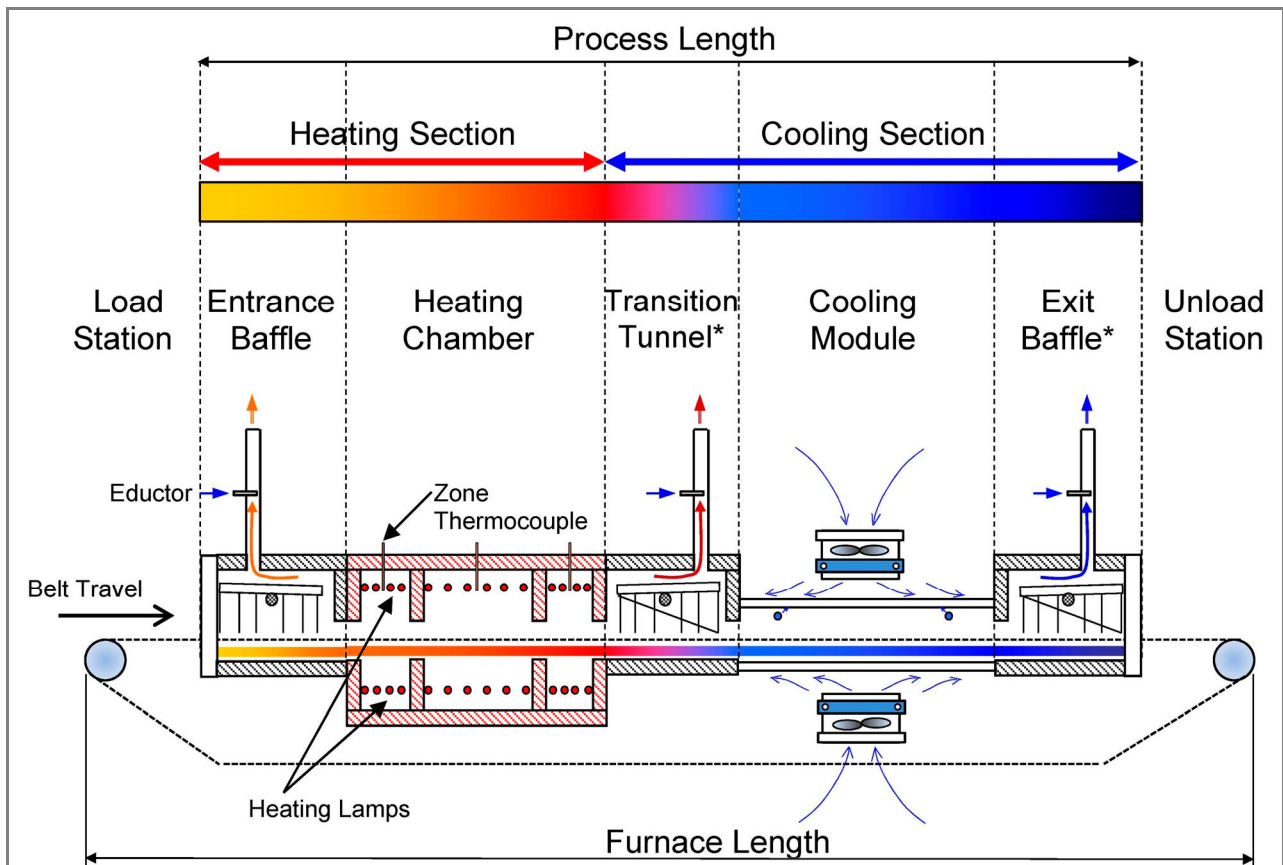 Process Length
Heating Section
Cooling Section
Load
Station
Entrance
Baffle
Heating
Chamber
Transition
Tunnel*
Cooling
Module
Exit
Baffle*
Unload
Station
Eductor
Zone
Thermocouple
Belt Travel
Heating Lamps
Furnace Length